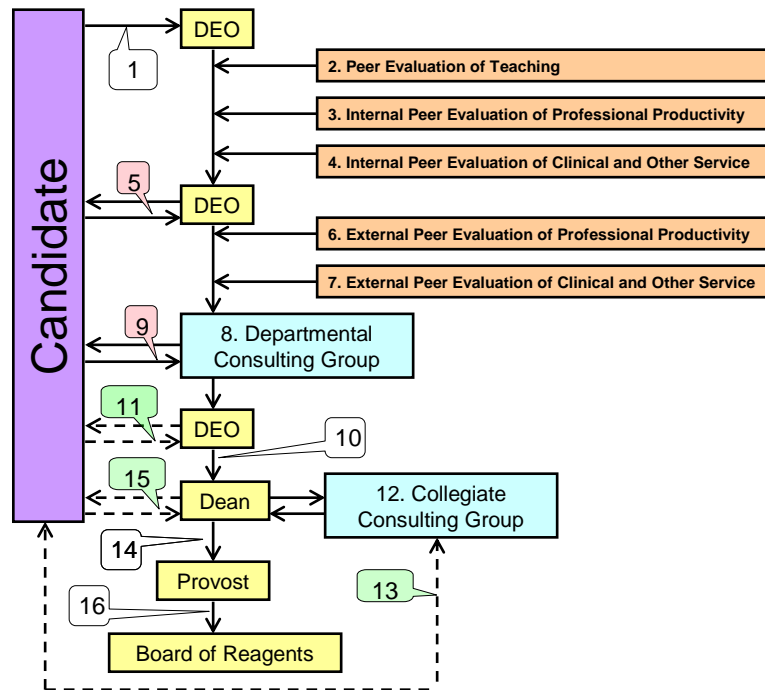 DEO
1
2. Peer Evaluation of Teaching
3. Internal Peer Evaluation of Professional Productivity
4. Internal Peer Evaluation of Clinical and Other Service
5
DEO
6. External Peer Evaluation of Professional Productivity
7. External Peer Evaluation of Clinical and Other Service
Candidate
9
8. Departmental
Consulting Group
11
DEO
10
15
Dean
12. Collegiate
Consulting Group
14
Provost
13
16
Board of Reagents